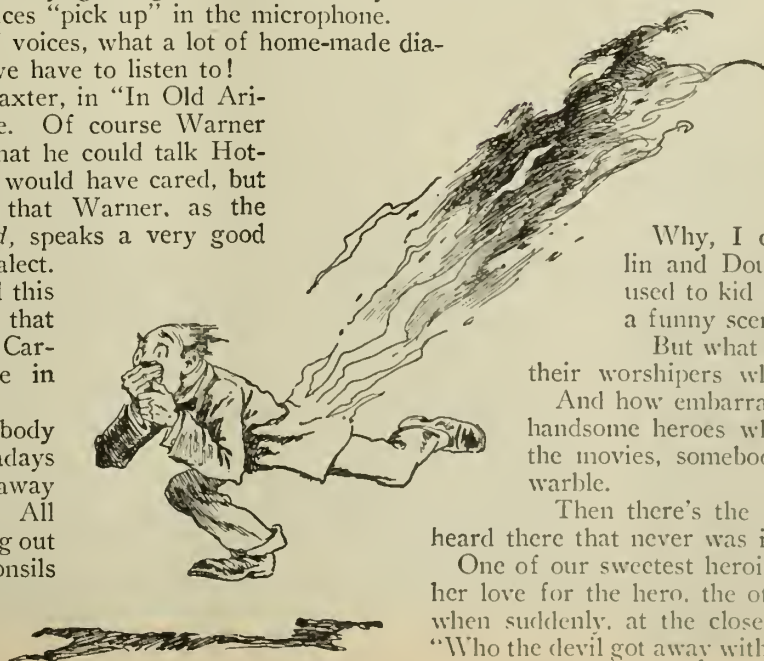 ces "pick up" in the microphone.
voices, what a lot of home-made dia-
ve have to listen to!
axter, in "In Old Ari-
e. Of course Warner
hat he could talk Hot-
would have cared, but
that Warner, as the
d, speaks a very good
alect.
l this
that
Car-
e in
body
adays
away
All
g out
onsils
Why, I
lin and Dou
used to kid
a funny scen
But what
their worshipers wh
And how embarra
handsome heroes wh
the movies, somebod
warble.
Then there's the
heard there that never was i
One of our sweetest heroi
her love for the hero, the or
when suddenly, at the close
"Who the devil got away with